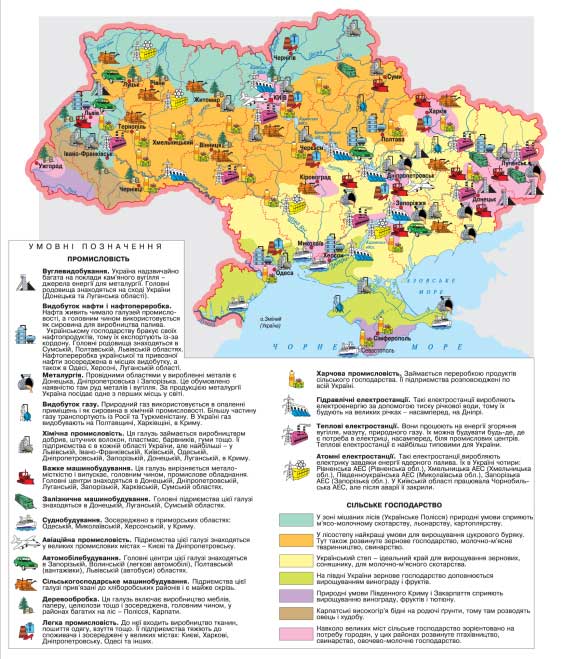 Чернігів
Луцьк
Рівне
Суми
Житомир
КИЇВ
Львів
Харків
Тернопіль
Полтава
Хмельницький
Вінниця
Черкаси
Луганськ
Івано-Франківськ
Ужгород
Дніпропетровськ
Кіровоград
Чернівці
Донецьк
Запоріжжя
Миколаїв
Херсон
Одеса
АЗОВСЬКЕ
МОРЕ
о.Зміїний
(Україна)
Сімферополь
Севастополь
ЧОРНЕ МОРЕ
УМОВНІ ПОЗНАЧЕННЯ
ПРОМИСЛОВІСТЬ
Вуглевидобування. Україна надзвичайно
багата на поклади кам'яного вугілля –
джерела енергії для металургії. Головні
родовища знаходяться на сході України
(Донецька та Луганська області).
Видобуток нафти і нафтопереробка.
Нафта живить чимало галузей промисло-
вості, а головним чином використовується
як сировина для виробництва палива.
Українському господарству бракує своїх
нафтопродуктів, тому їх експортують із-за
кордону. Головні родовища знаходяться в
Сумській, Полтавській, Львівській областях.
Нафтопереробка української та привозної
нафти зосереджена в місцях видобутку, а
також в Одесі, Херсоні, Луганській області.
Металургія. Провідними областями у виробленні металів є
Донецька, Дніпропетровська і Запорізька. Це обумовлено
наявністю там руд металів і вугілля. За продукцією металургії
Україна посідає одне з перших місць у світі.
Видобуток газу. Природний газ використовується в опаленні
приміщень і як сировина в хімічній промисловості. Більшу частину
газу транспортують із Росії та Туркменістану. В Україні газ
видобувають на Полтавщині, Харківщині, в Криму.
Хімічна промисловість. Ця галузь займається виробництвом
добрив, штучних волокон, пластмас, барвників, гуми тощо. Її
підприємства є в кожній області України, але найбільші – у
Львівській, Івано-Франківській, Київській, Одеській,
Дніпропетровській, Запорізькій, Донецькій, Луганській, в Криму.
Важке машинобудування. Ця галузь вирізняється метало-
місткістю і випускає, головним чином, промислове обладнання.
Головні центри знаходяться в Донецькій, Дніпропетровській,
Луганській, Запорізькій, Харківській, Сумській областях.
Залізничне машинобудування. Головні підприємства цієї галузі
знаходяться в Донецькій, Луганській, Сумській областях.
Суднобудування. Зосереджено в приморських областях:
Одеській, Миколаївській, Херсонській, у Криму.
Авіаційна промисловість. Підприємства цієї галузі знаходяться
у великих промислових містах – Києві та Дніпропетровську.
Автомобілебудування. Головні центри цієї галузі знаходяться
в Запорізькій, Волинській (легкові автомобілі), Полтавській
(вантажівки), Львівській (автобуси) областях.
Сільськогосподарське машинобудування. Підприємства цієї
галузі прив'язані до хліборобських районів і є майже скрізь.
Деревообробка. Ця галузь включає виробництво меблів,
паперу, целюлози тощо і зосереджена, головним чином, у
районах багатих на ліс – Полісся, Карпати.
Легка промисловість. До неї входить виробництво тканин,
пошиття одягу, взуття тощо. Її підприємства тяжіють до
споживача і зосереджені у великих містах: Києві, Харкові,
Дніпропетровську, Одесі та інших.
Харчова промисловість. Займається переробкою продуктів
сільського господарства. Її підприємства розповсюджені по
всій Україні.
Гідравлічні електростанції. Такі електростанції виробляють
електроенергію за допомогою тиску річкової води, тому їх
будують на великих річках – насамперед, на Дніпрі.
Теплові електростанції. Вони працюють на енергії згоряння
вугілля, мазуту, природного газу. Їх можна будувати будь-де, де
є потреба в електриці, насамперед, біля промислових центрів.
Теплові електростанції є найбільш типовими для України.
Атомні електростанції. Такі електростанції виробляють
електрику завдяки енергії ядерного палива. Їх в Україні чотири:
Рівненська АЕС (Рівненська обл.), Хмельницька АЕС (Хмельницька
обл.), Південноукраїнська АЕС (Миколаївська обл.), Запорізька
АЕС (Запорізька обл.). У Київській області працювала Чорнобиль-
ська АЕС, але після аварії її закрили.
СІЛЬСЬКЕ ГОСПОДАРСТВО
У зоні мішаних лісів (Українське Полісся) природні умови сприяють
м'ясо-молочному скотарству, льонарству, картоплярству.
У лісостепу найкращі умови для вирощування цукрового буряку.
Тут також розвинуте зернове господарство, молочно-м'ясне
тваринництво, свинарство.
Український степ – ідеальний край для вирощування зернових,
соняшнику, для молочно-м'ясного скотарства.
На півдні України зернове господарство доповнюється
вирощуванням винограду і фруктів.
Природні умови Південного Криму і Закарпаття сприяють
вирощуванню винограду, фруктів і тютюну.
Карпатські високогір'я бідні на родючі ґрунти, тому там розводять
овець і худобу.
Навколо великих міст сільське господарство зорієнтовано на
потребу городян, у цих районах розвинуте птахівництво,
свинарство, овочево-молочне господарство.